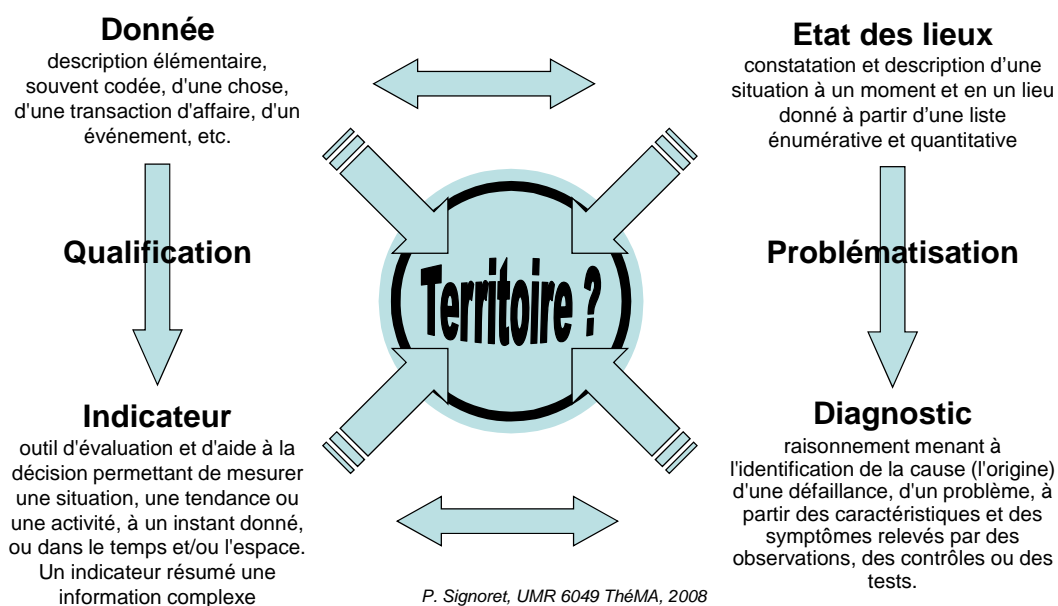 Donnée
description élémentaire,
souvent codée, d'une chose,
d'une transaction d'affaire, d'un
événement, etc.
Etat des lieux
constatation et description d’une
situation à un moment et en un lieu
donné à partir d’une liste
énumérative et quantitative
Qualification
Territoire ?
Problématisation
Indicateur
outil d'évaluation et d'aide à la
décision permettant de mesurer
une situation, une tendance ou
une activité, à un instant donné,
ou dans le temps et/ou l'espace.
Un indicateur résumé une
information complexe
Diagnostic
raisonnement menant à
l'identification de la cause (l'origine)
d'une défaillance, d'un problème, à
partir des caractéristiques et des
symptômes relevés par des
observations, des contrôles ou des
tests.
P. Signoret, UMR 6049 ThéMA, 2008